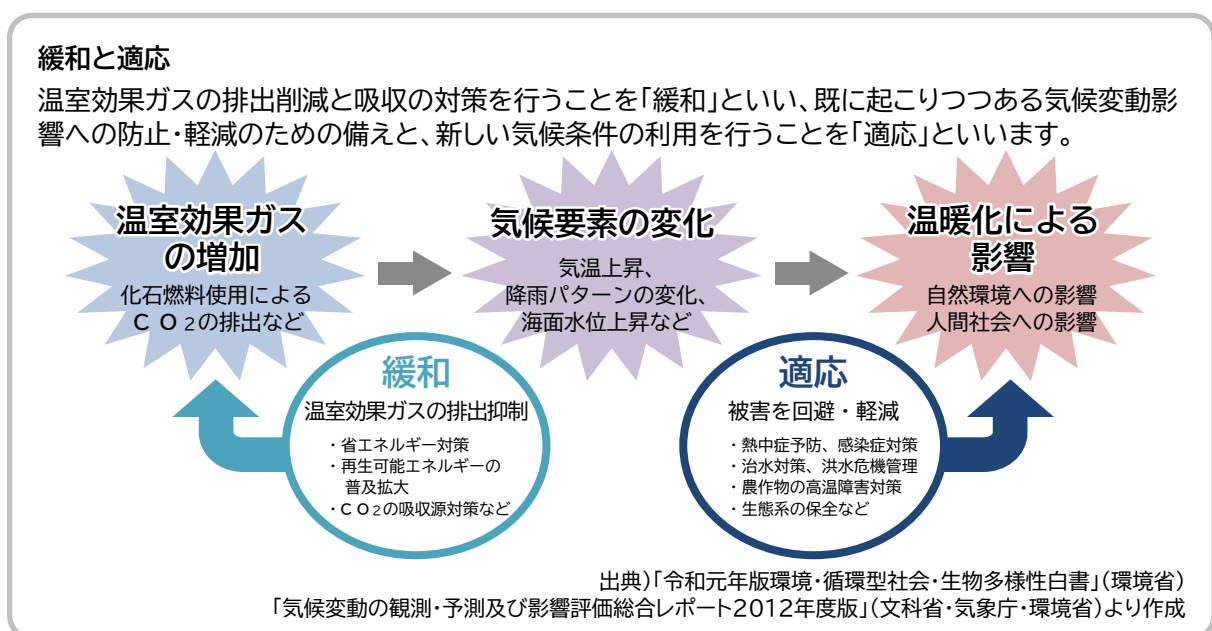 緩和と適応
温室効果ガスの排出削減と吸収の対策を行うことを「緩和」といい、既に起こりつつある気候変動影
響への防止・軽減のための備えと、新しい気候条件の利用を行うことを「適応」といいます。
温室効果ガス
の増加
化石燃料使用による
ＣＯ₂の排出など
気候要素の変化
気温上昇、
降雨パターンの変化、
海面水位上昇など
温暖化による
影響
自然環境への影響
人間社会への影響
緩和
温室効果ガスの排出抑制
・省エネルギー対策
・再生可能エネルギーの
普及拡大
・ＣＯ₂の吸収源対策など
適応
被害を回避・軽減
・熱中症予防、感染症対策
・治水対策、洪水危機管理
・農作物の高温障害対策
・生態系の保全など
出典）「令和元年版環境・循環型社会・生物多様性白書」（環境省）
「気候変動の観測・予測及び影響評価総合レポート2012年度版」（文科省・気象庁・環境省）より作成